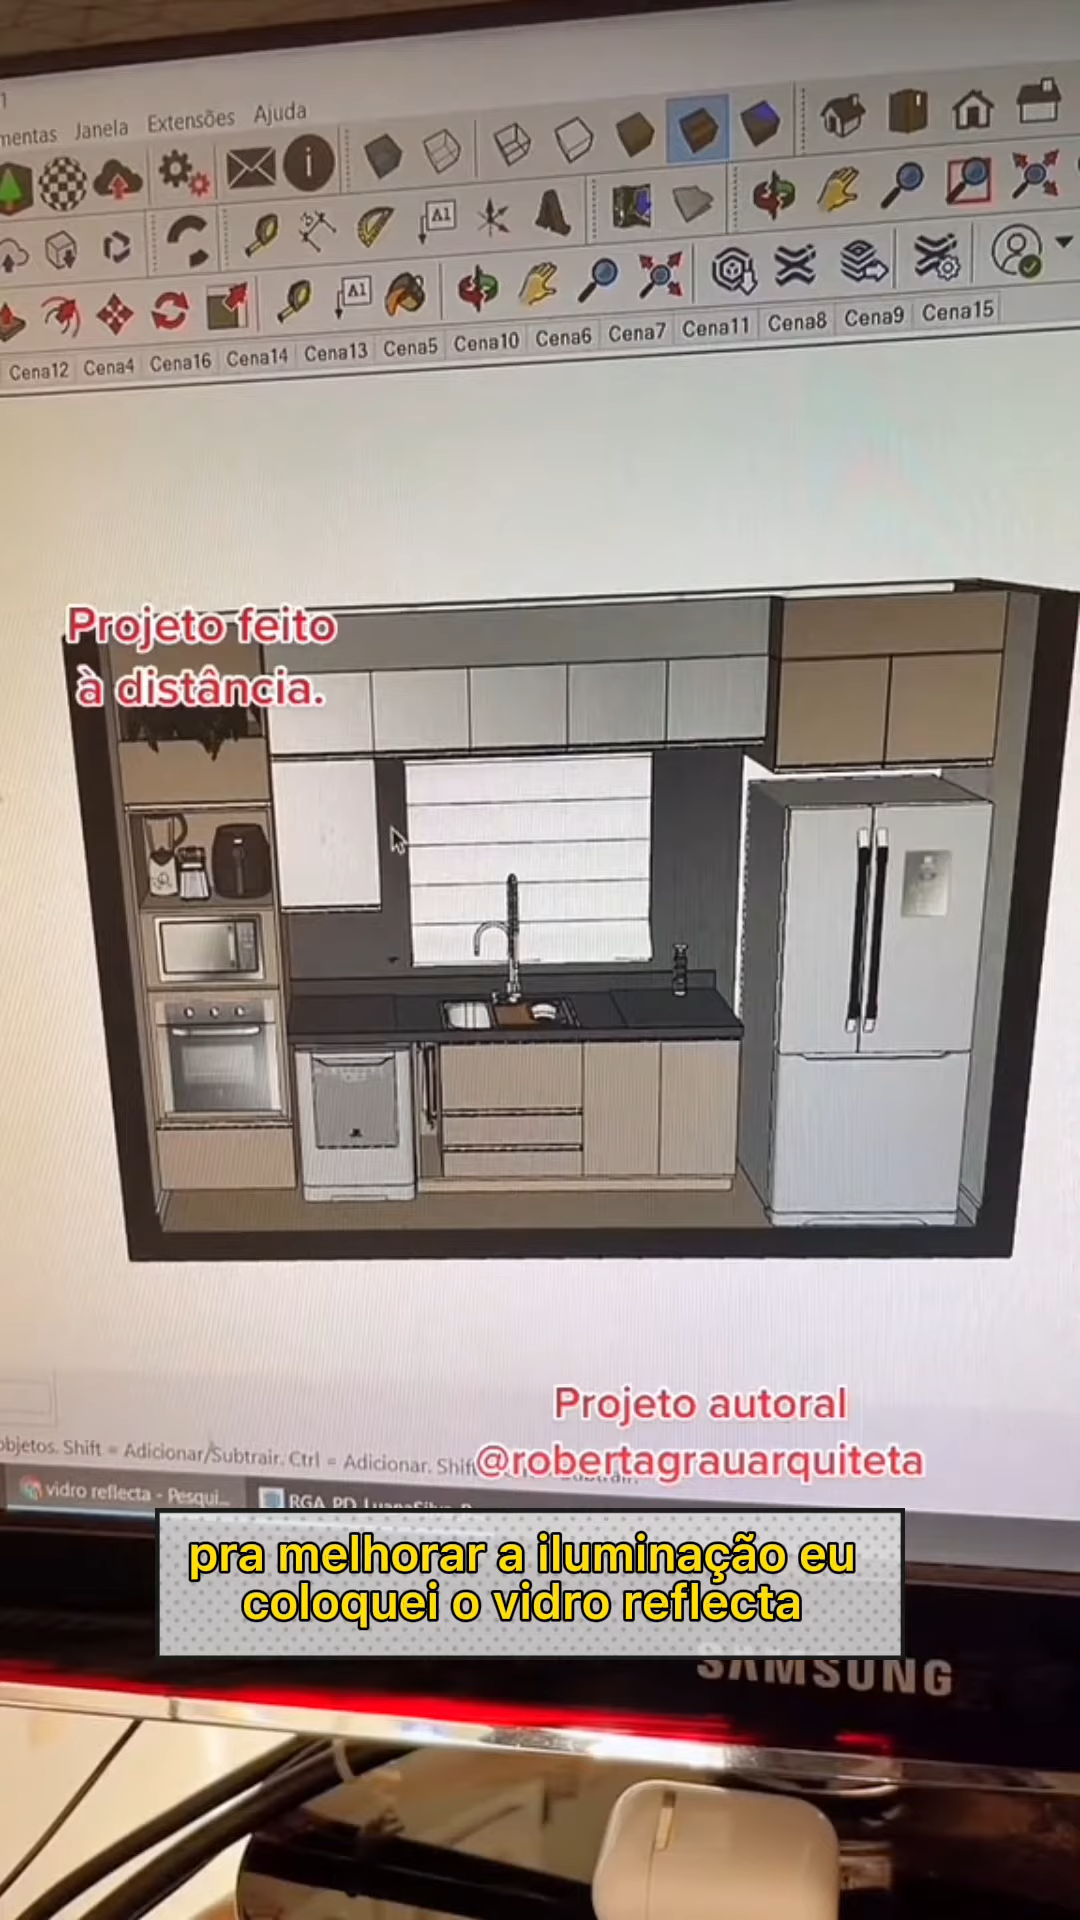 mentas Janela Extensões Ajuda
A1
A1
Cena12 Cena4 Cena16 Cena14 Cena13 Cena5 Cena10 Cena6 Cena7 Cena11 Cena8 Cena9 Cena15
Projeto feito
à distância.
Projeto autoral
@robertagrauarquiteta
objetos. Shift = Adicionar/Subtrair. Ctrl = Adicionar. Shift
vidro reflecta - Pesqui...
pra melhorar a iluminação eu
coloquei o vidro reflecta
SAMSUNG